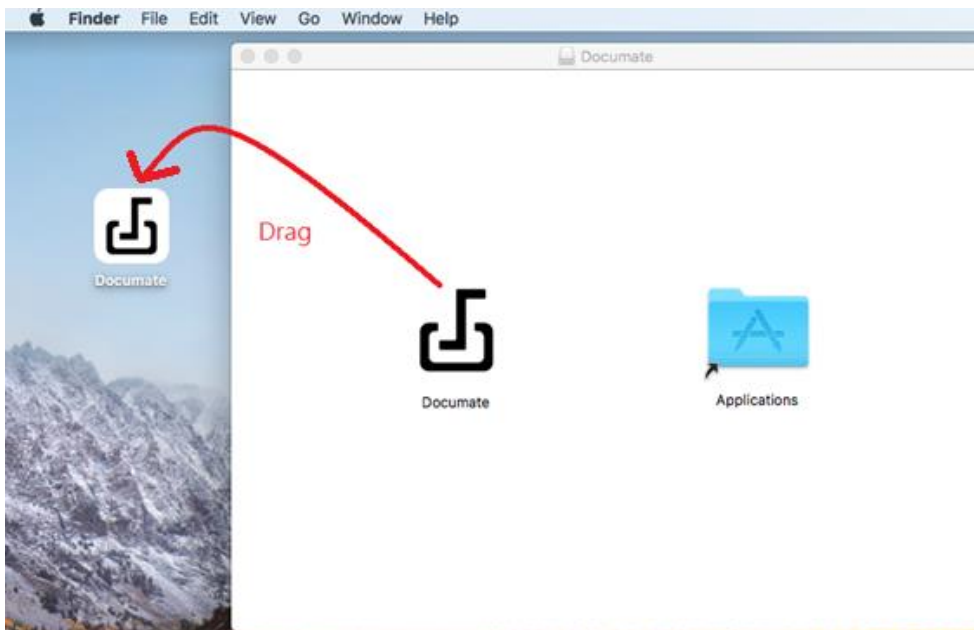 Finder File Edit View Go Window Help
Documate
Drag
Documate
Documate
Applications